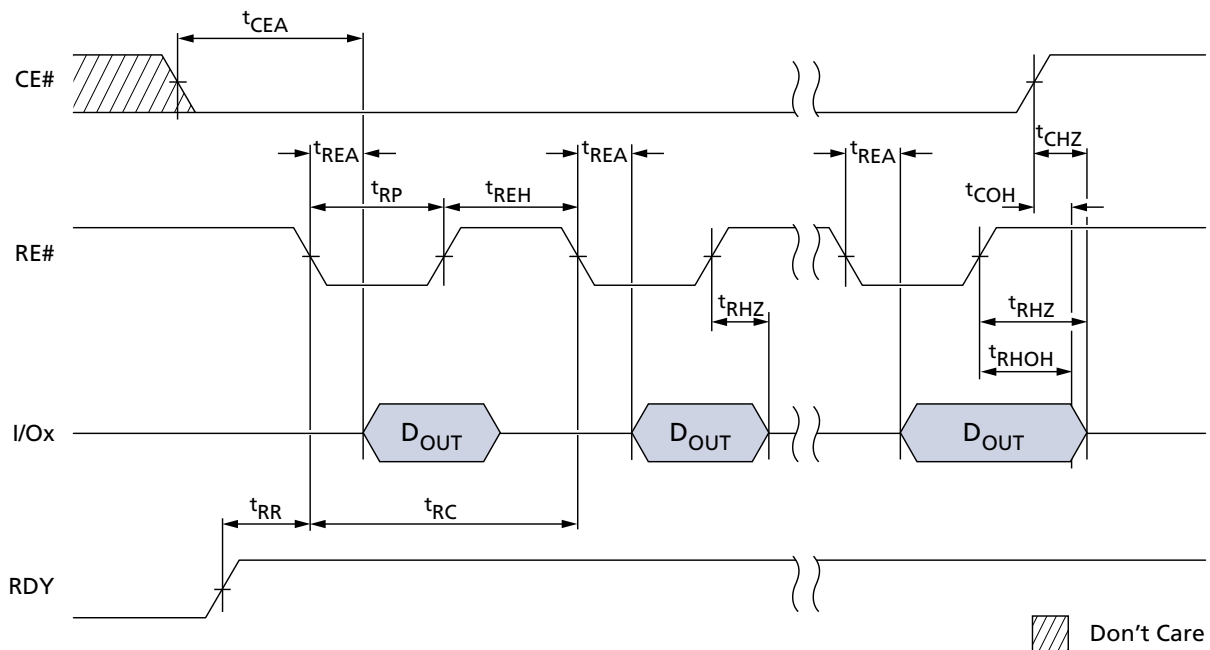 tCEA
CE#
tCHZ
tREA
tREA
tREA
tRP
tREH
tCOH
RE#
tRHZ
tRHZ
tRHOH
I/Ox
DOUT
DOUT
DOUT
tRR
tRC
RDY
Don't Care